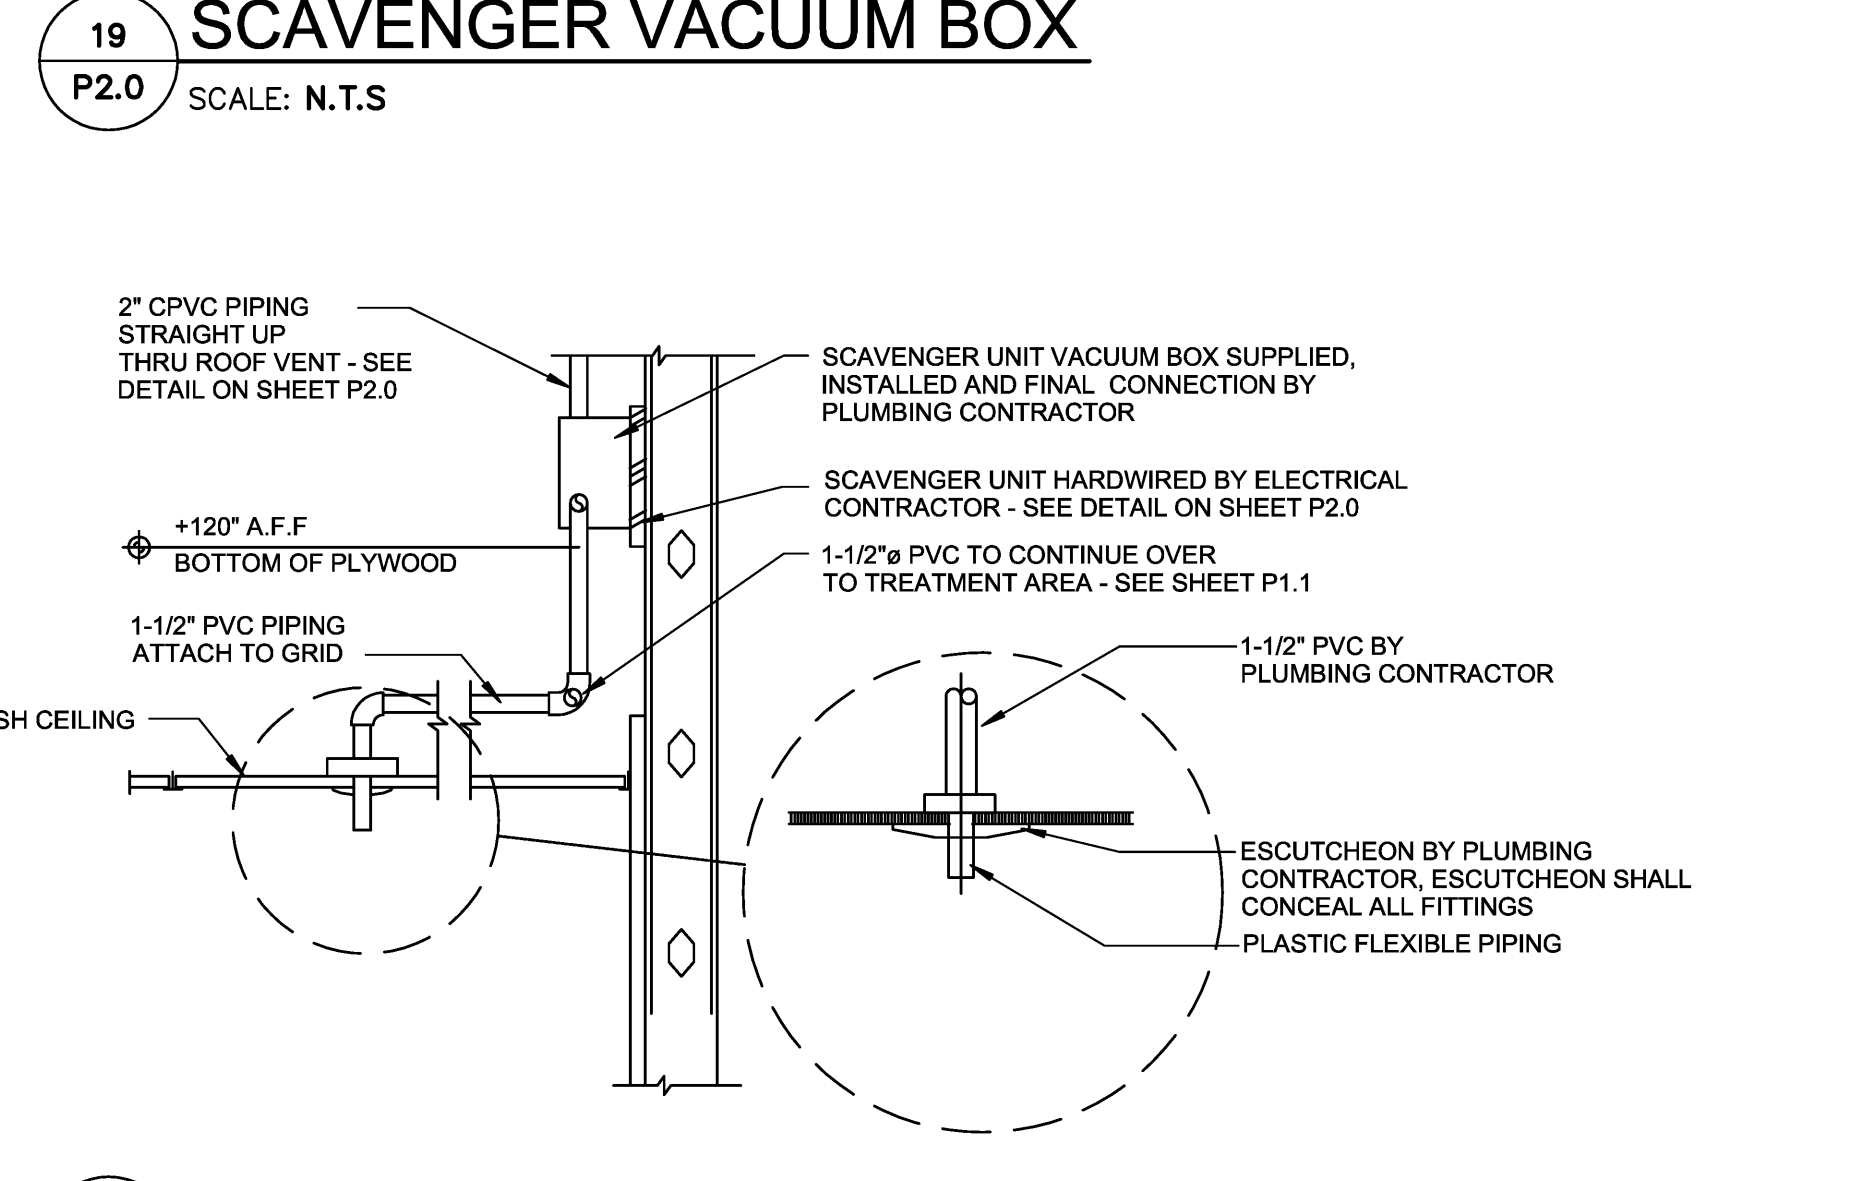 19
P2.0
SCAVENGER VACUUM BOX
SCALE: N.T.S
2" CPVC PIPING
STRAIGHT UP
THRU ROOF VENT - SEE
DETAIL ON SHEET P2.0
SCAVENGER UNIT VACUUM BOX SUPPLIED,
INSTALLED AND FINAL CONNECTION BY
PLUMBING CONTRACTOR
SCAVENGER UNIT HARDWIRED BY ELECTRICAL
CONTRACTOR - SEE DETAIL ON SHEET P2.0
+120" A.F.F
BOTTOM OF PLYWOOD
1-1/2"ø PVC TO CONTINUE OVER
TO TREATMENT AREA - SEE SHEET P1.1
1-1/2" PVC PIPING
ATTACH TO GRID
1-1/2" PVC BY
PLUMBING CONTRACTOR
SH CEILING
ESCUTCHEON BY PLUMBING
CONTRACTOR, ESCUTCHEON SHALL
CONCEAL ALL FITTINGS
PLASTIC FLEXIBLE PIPING